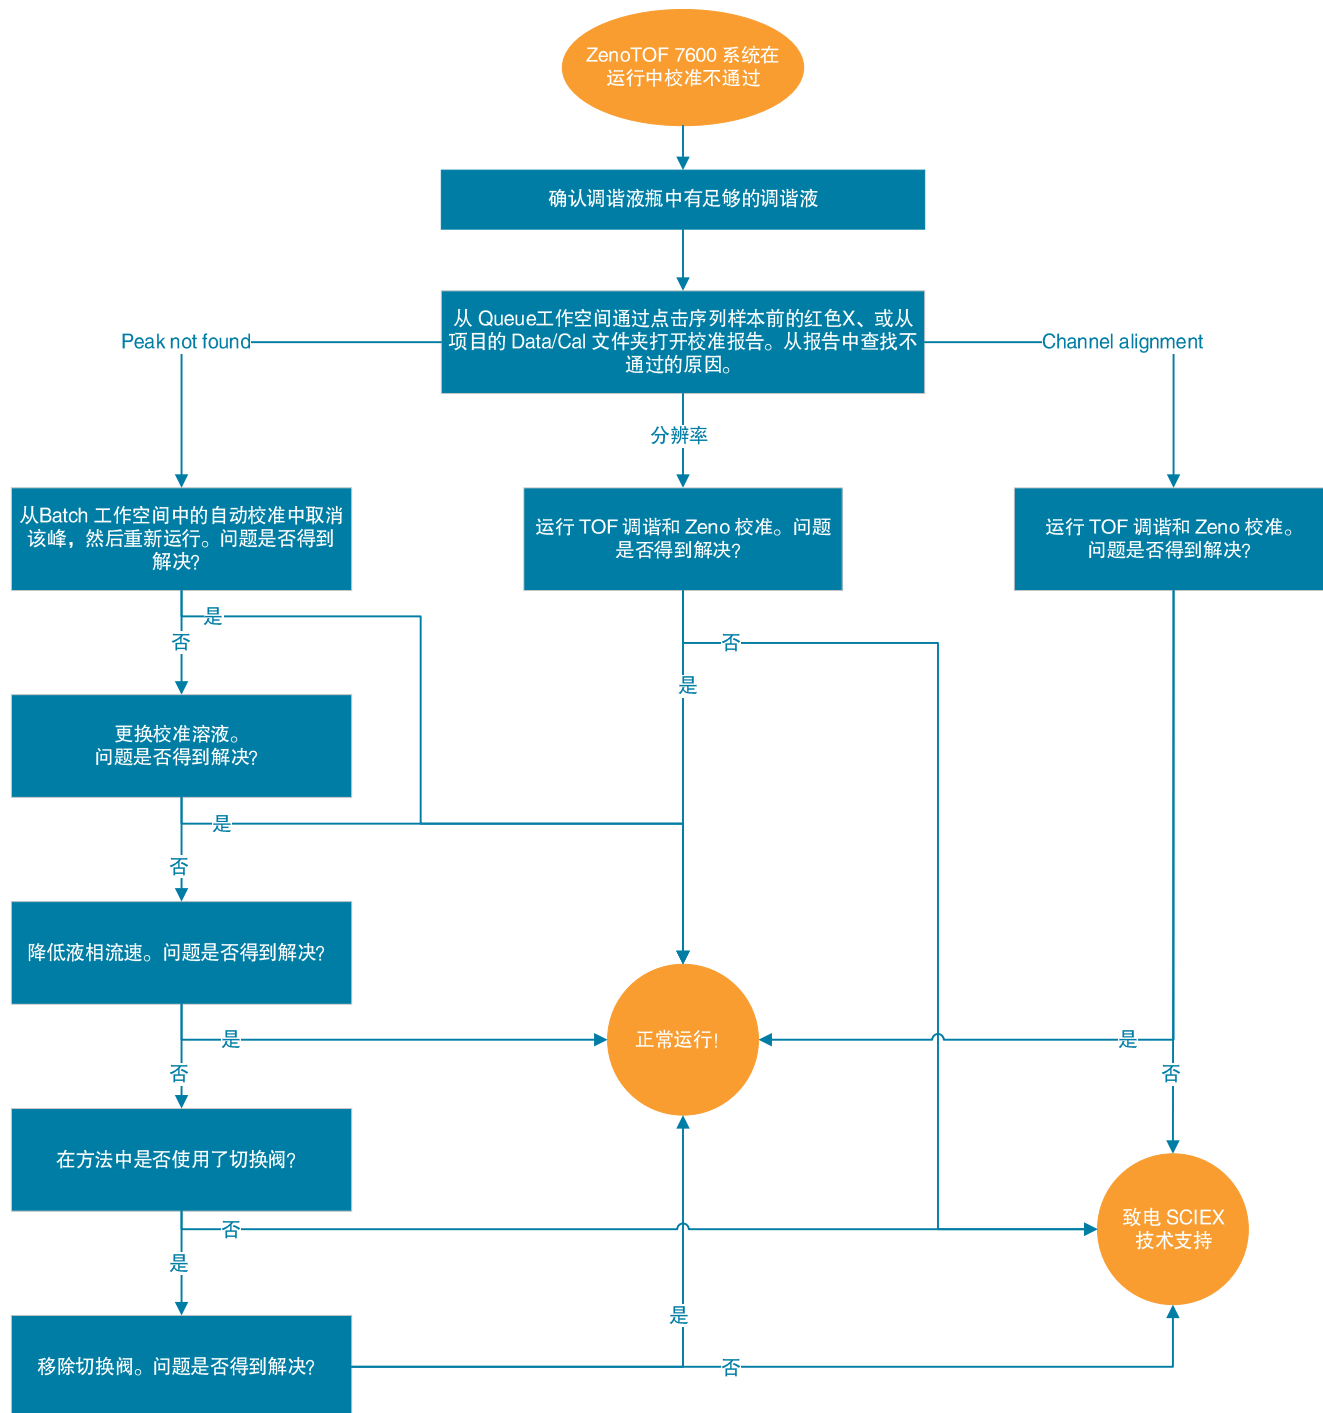 ZenoTOF 7600 系统在
运行中校准不通过
确认调谐液瓶中有足够的调谐液
从 Queue工作空间通过点击序列样本前的红色X、或从
项目的 Data/Cal 文件夹打开校准报告。从报告中查找不
通过的原因。
Peak not found
Channel alignment
分辨率
从Batch 工作空间中的自动校准中取消
该峰，然后重新运行。问题是否得到
解决?
运行 TOF 调谐和 Zeno 校准。问题
是否得到解决?
运行 TOF 调谐和 Zeno 校准。
问题是否得到解决?
是
否
否
是
更换校准溶液。
问题是否得到解决?
是
否
降低液相流速。问题是否得到解决?
正常运行!
是
是
否
否
在方法中是否使用了切换阀?
致电 SCIEX
技术支持
否
是
是
移除切换阀。问题是否得到解决?
否